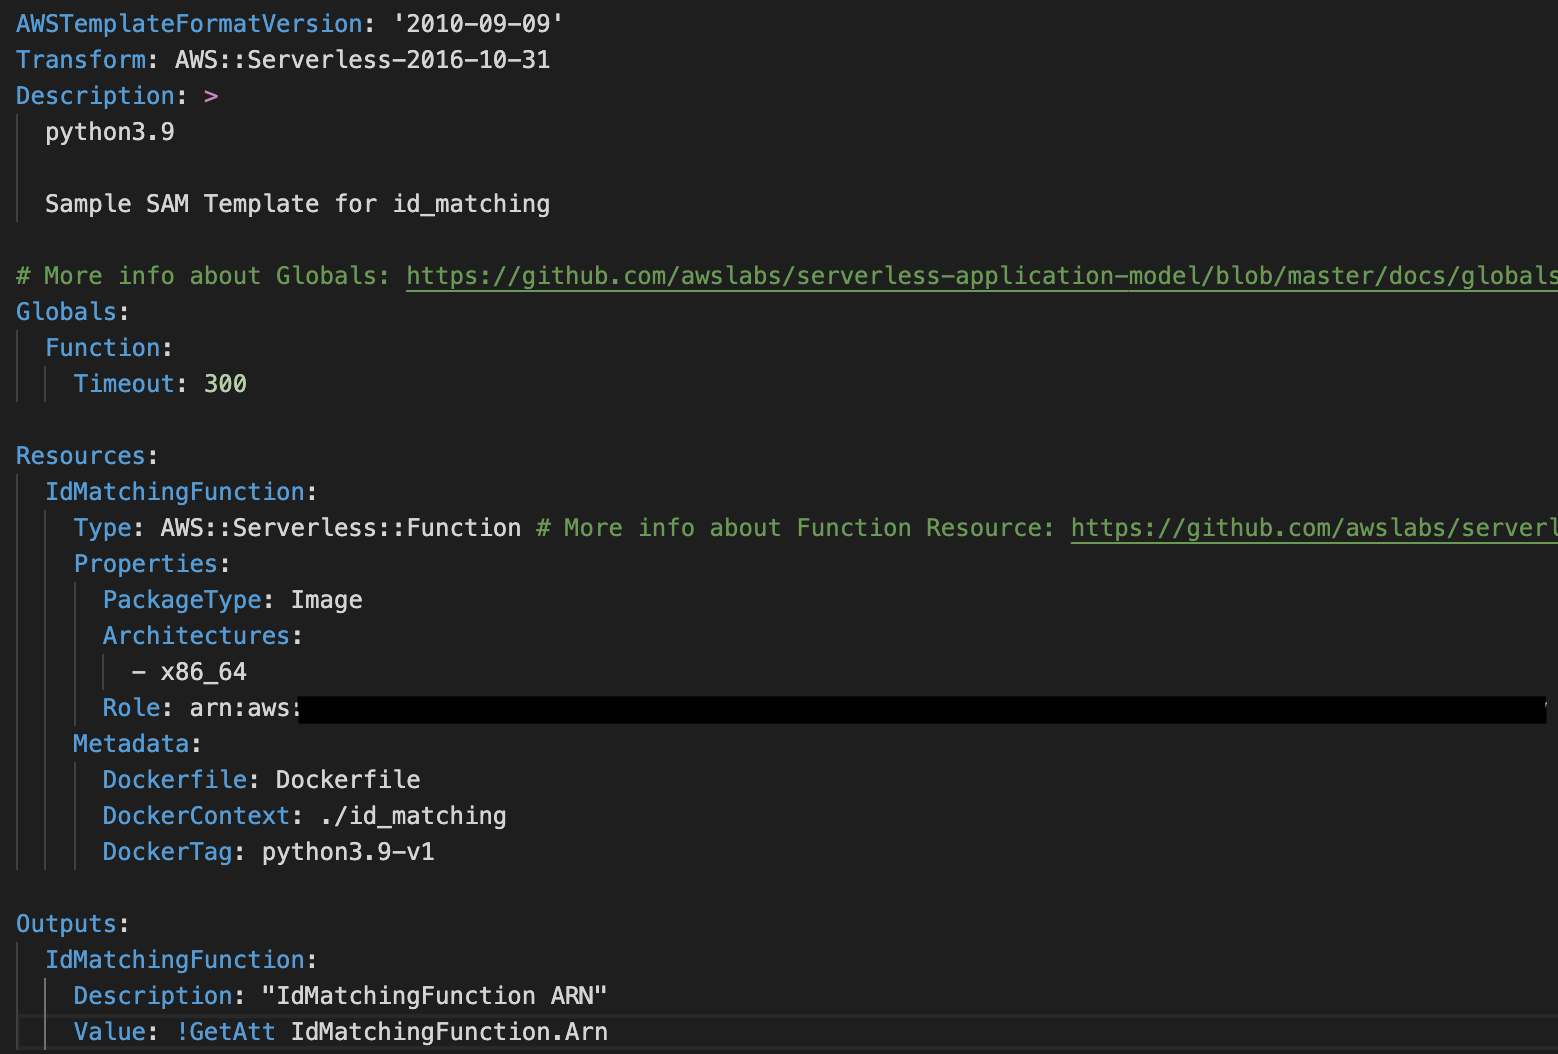 AWSTemplateFormatVersion: '2010-09-09'
Transform: AWS::Serverless-2016-10-31
Description: >
  python3.9

  Sample SAM Template for id_matching

# More info about Globals: https://github.com/awslabs/serverless-application-model/blob/master/docs/globals
Globals:
  Function:
    Timeout: 300

Resources:
  IdMatchingFunction:
    Type: AWS::Serverless::Function # More info about Function Resource: https://github.com/awslabs/serverl
    Properties:
      PackageType: Image
      Architectures:
        - x86_64
      Role: arn:aws:
    Metadata:
      Dockerfile: Dockerfile
      DockerContext: ./id_matching
      DockerTag: python3.9-v1

Outputs:
  IdMatchingFunction:
    Description: "IdMatchingFunction ARN"
    Value: !GetAtt IdMatchingFunction.Arn